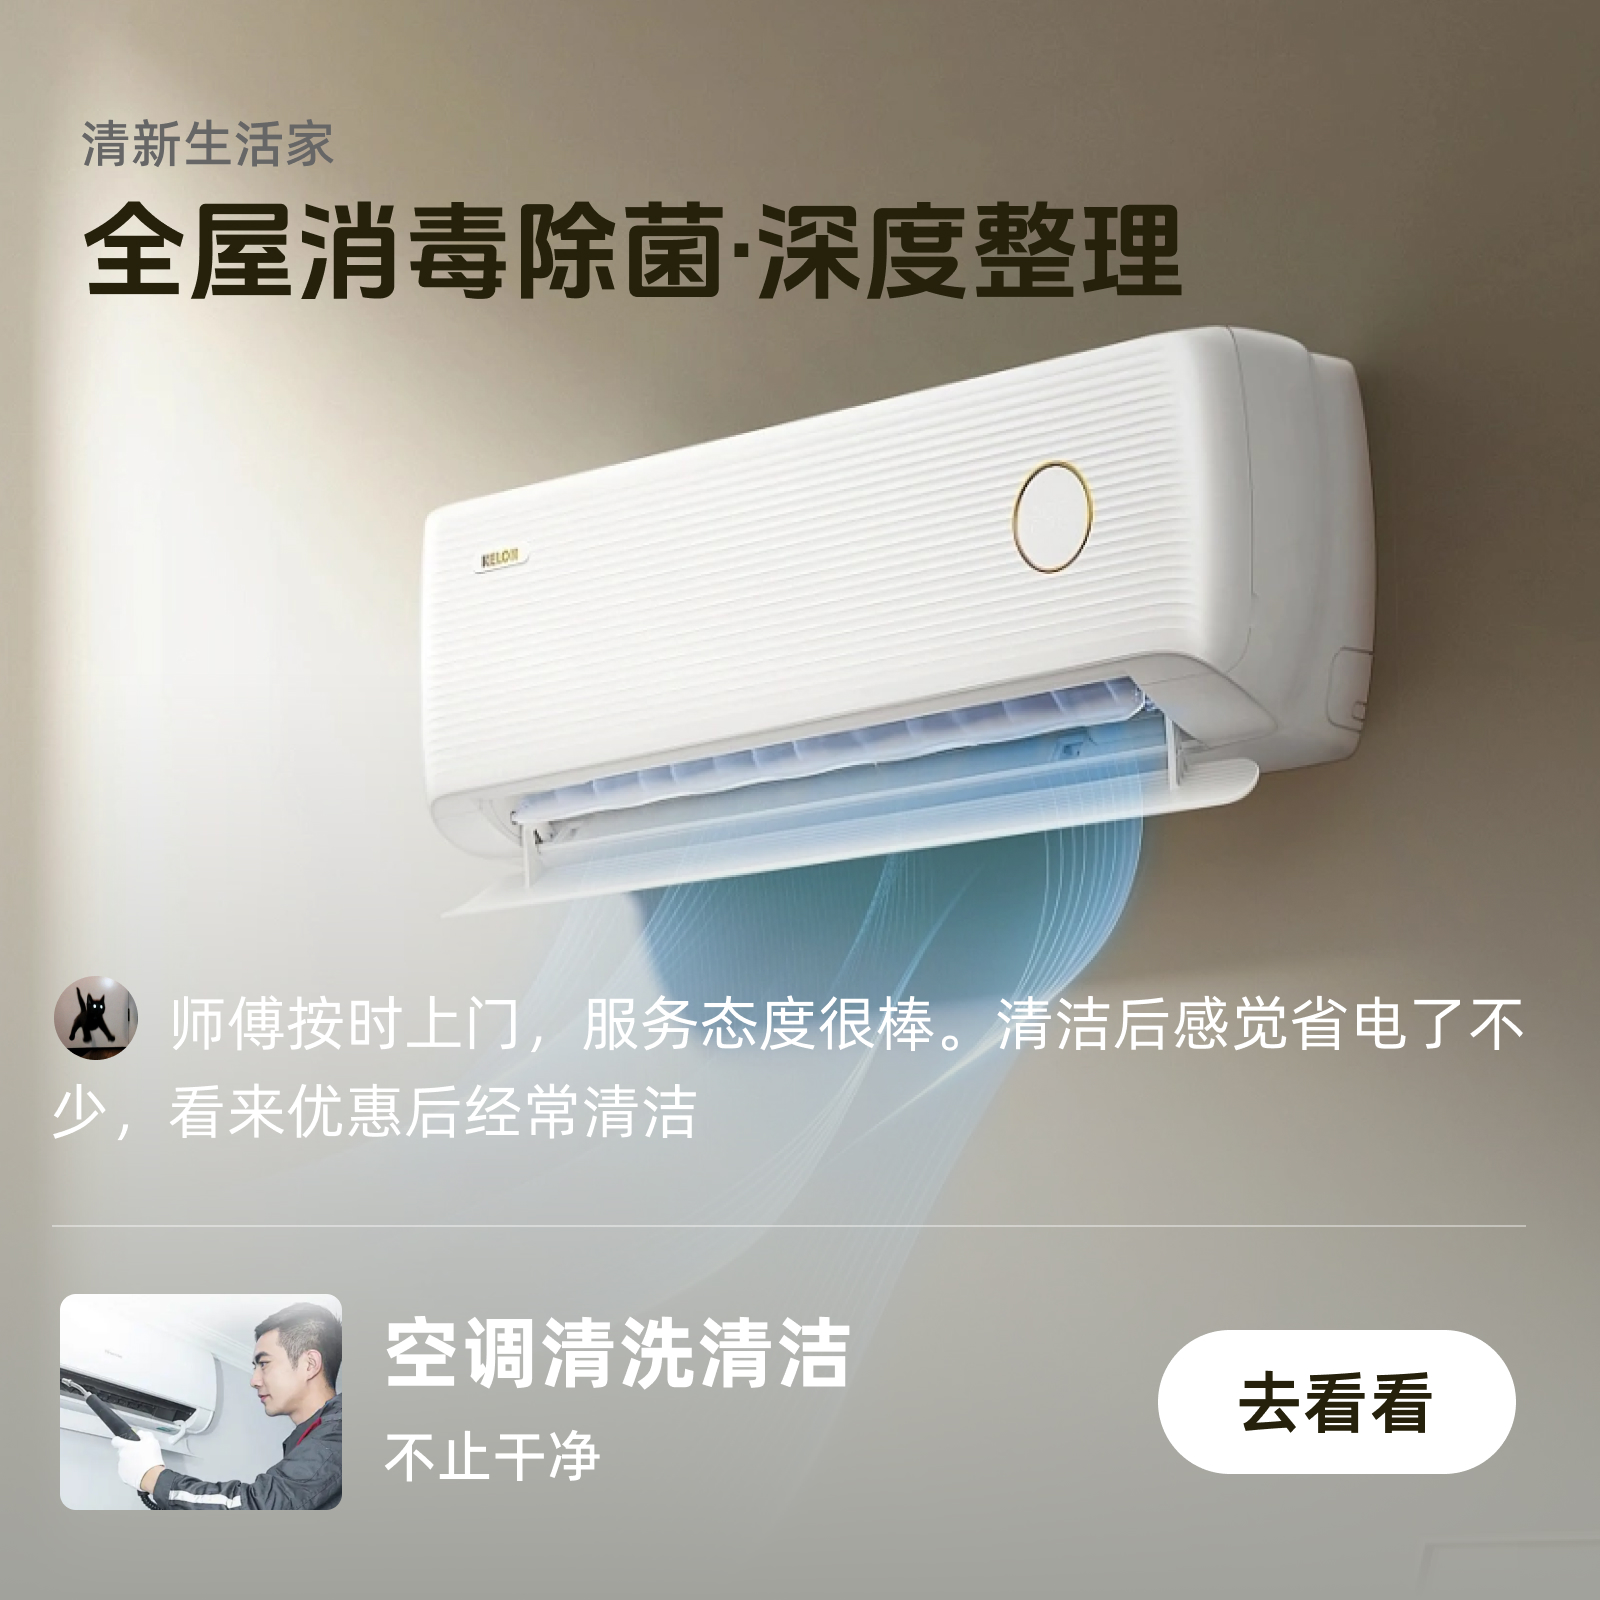 清新生活家
全屋消毒除菌·深度整理
KELON
师傅按时上门，服务态度很棒。清洁后感觉省电了不
少，看来优惠后经常清洁
空调清洗清洁
不止干净
去看看